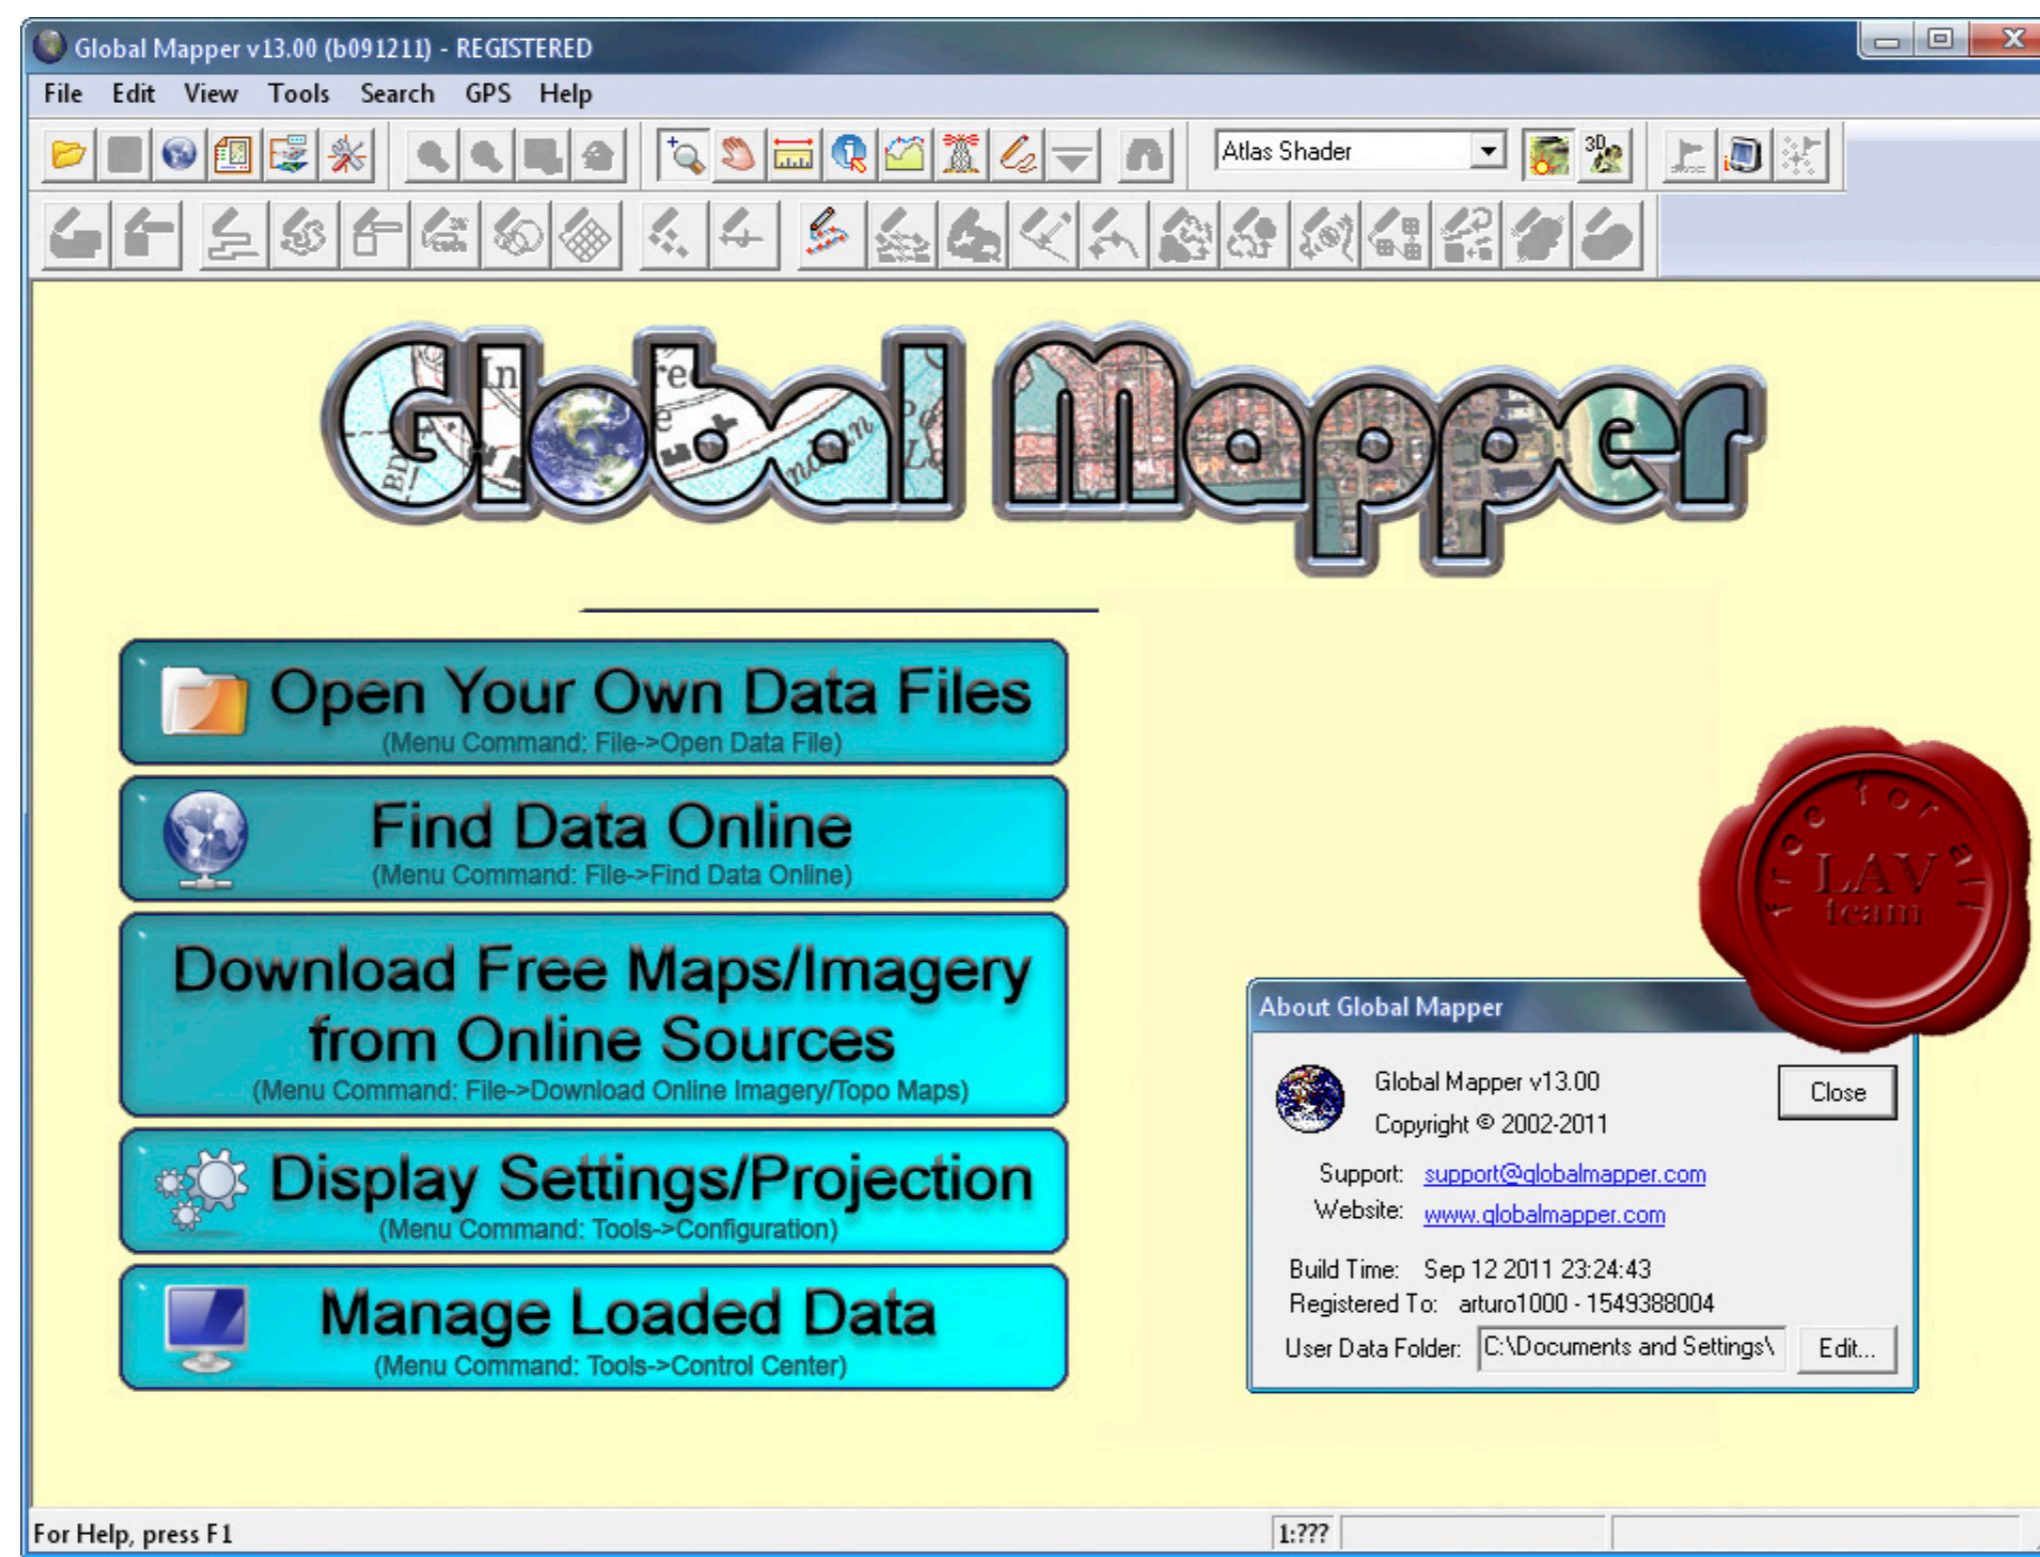 Global Mapper v13.00 (b091211) - REGISTERED
File Edit View Tools Search GPS Help
Atlas Shader
3D
Global Mapper
Open Your Own Data Files
(Menu Command: File->Open Data File)
Find Data Online
(Menu Command: File->Find Data Online)
Download Free Maps/Imagery
from Online Sources
(Menu Command: File->Download Online Imagery/Topo Maps)
Display Settings/Projection
(Menu Command: Tools->Configuration)
Manage Loaded Data
(Menu Command: Tools->Control Center)
free for all
LAV
team
About Global Mapper
Global Mapper v13.00
Close
Copyright © 2002-2011
Support: support@globalmapper.com
Website: www.globalmapper.com
Build Time: Sep 12 2011 23:24:43
Registered To: arturo1000 - 1549388004
User Data Folder: C:\Documents and Settings\ Edit...
For Help, press F1 1:???